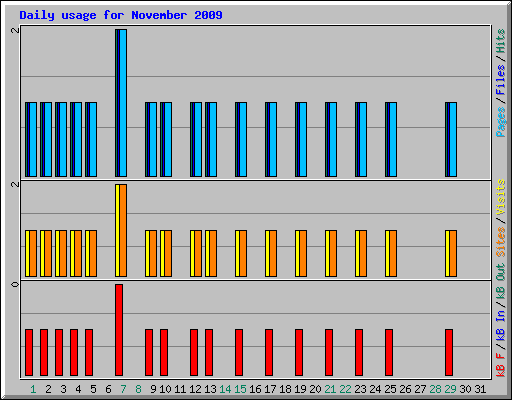 Daily usage for November 2009
2
Pages / Files / Hits
2
Sites / Visits
0
kB F / kB In / kB Out
1 2 3 4 5 6 7 8 9 10 11 12 13 14 15 16 17 18 19 20 21 22 23 24 25 26 27 28 29 30 31